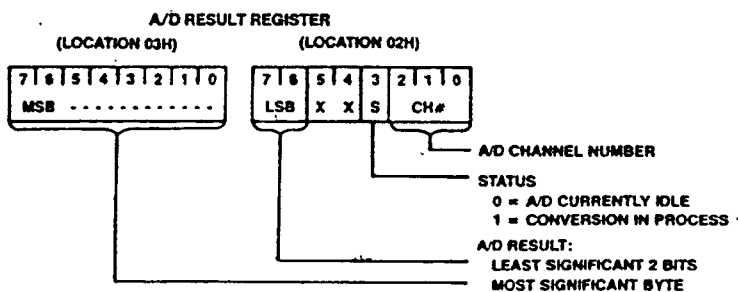 A/D RESULT REGISTER
(LOCATION 03H) (LOCATION 02H)
7 6 5 4 3 2 1 0 7 6 5 4 3 2 1 0
MSB - - - - - - - - - - - - LSB X X S CH#
A/D CHANNEL NUMBER
STATUS
0 = A/D CURRENTLY IDLE
1 = CONVERSION IN PROCESS
A/D RESULT:
LEAST SIGNIFICANT 2 BITS
MOST SIGNIFICANT BYTE